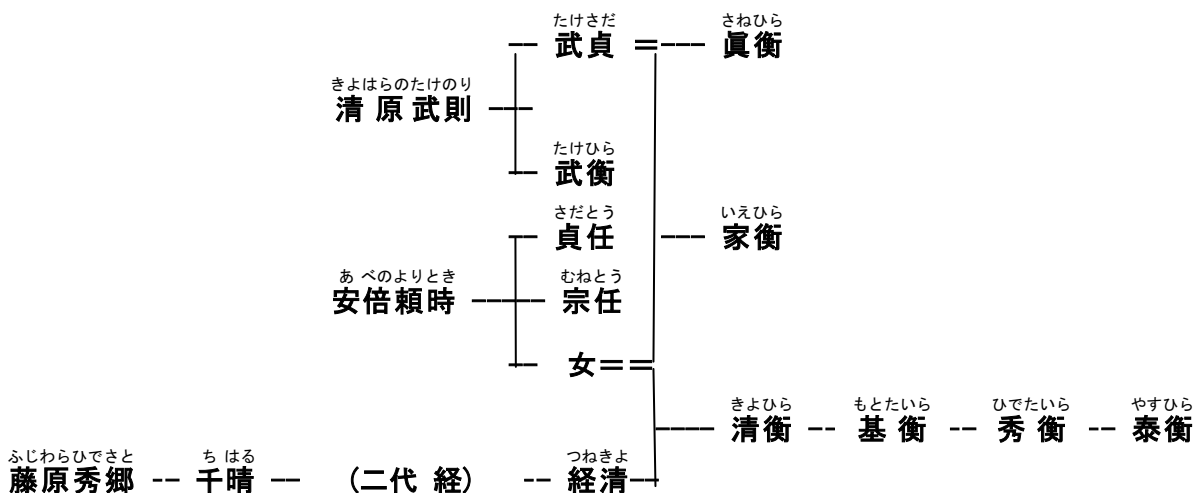 たけさだ さねひら
武貞 眞衡
きよはらのたけのり
清原武則
たけひら
武衡
さだとう いえひら
貞任 家衡
あべのよりとき むねとう
安倍頼時 宗任
女
きよひら もとたいら ひでたいら やすひら
清衡 基衡 秀衡 泰衡
ふじわらひでさと ちはる つねきよ
藤原秀郷 千晴 (二代 経) 経清